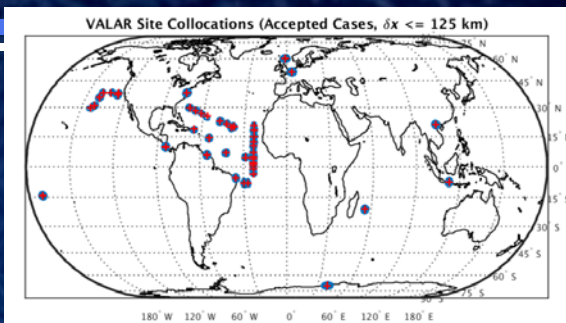 VALAR Site Collocations (Accepted Cases, δx <= 125 km)
75° N
60° N
45° N
30° N
15° N
0°
15° S
30° S
45° S
60° S
75° S
90° S
180° W 120° W 60° W 0° 60° E 120° E 180° E